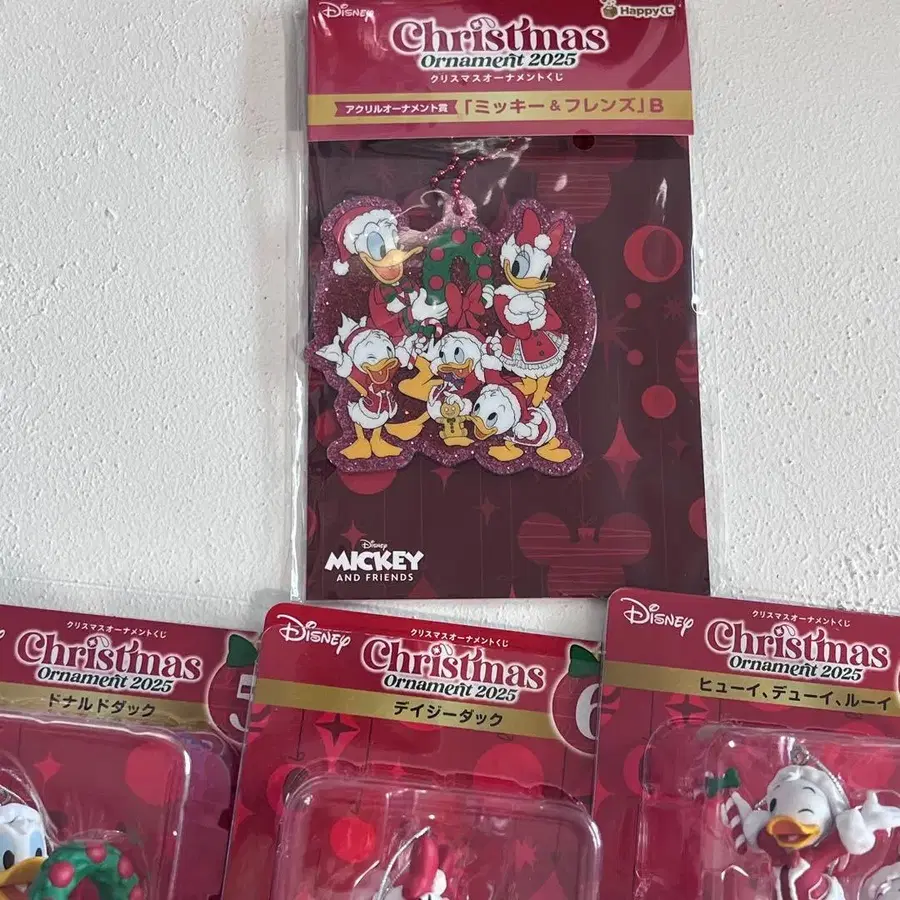 Disney
Happyくじ
Christmas
Ornament 2025
クリスマスオーナメントくじ
アクリルオーナメント賞 「ミッキー&フレンズ」B
Disney
MICKEY
AND FRIENDS
クリスマスオーナメントくじ
Christmas
Ornament 2025
ドナルドダック
5
Disney
クリスマスオーナメントくじ
Christmas
Ornament 2025
デイジーダック
6
Disney
クリスマスオーナメントくじ
Christmas
Ornament 2025
ヒューイ、デューイ、ルーイ